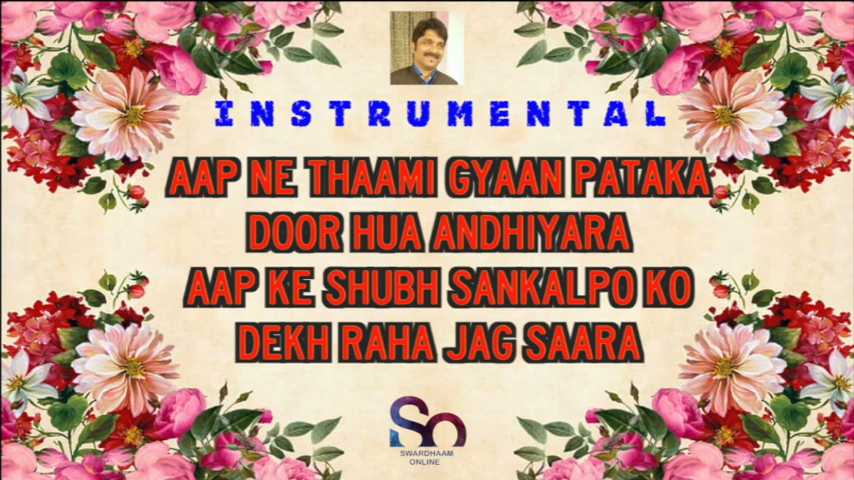 INSTRUMENTAL
AAP NE THAAMI GYAAN PATAKA
DOOR HUA ANDHIYARA
AAP KE SHUBH SANKALPO KO
DEKH RAHA JAG SAARA
So
SWARDHAAM
ONLINE